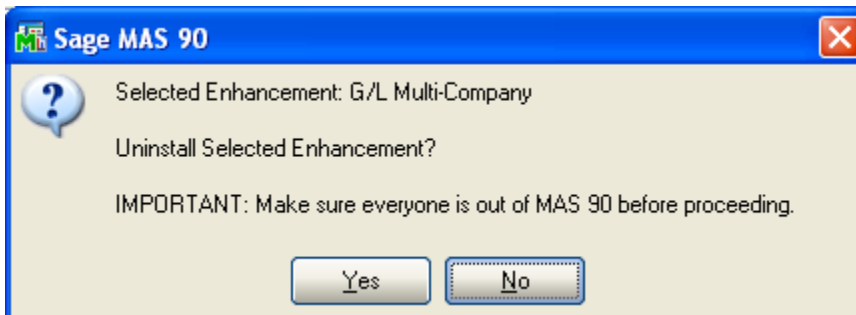 Sage MAS 90
Selected Enhancement: G/L Multi-Company
Uninstall Selected Enhancement?
IMPORTANT: Make sure everyone is out of MAS 90 before proceeding.
Yes No